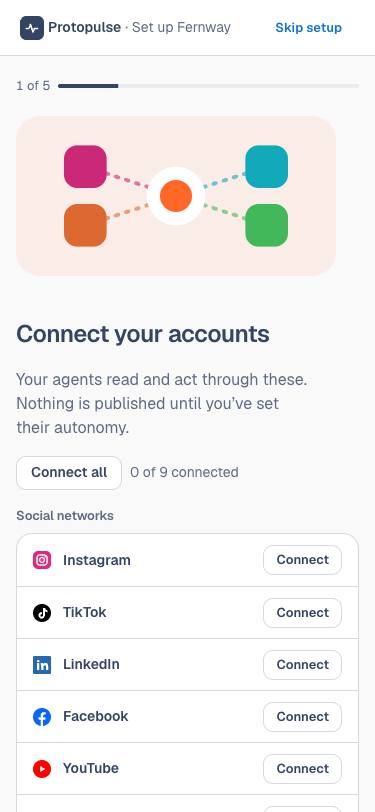 Protopulse · Set up Fernway
Skip setup
1 of 5
Connect your accounts
Your agents read and act through these.
Nothing is published until you’ve set
their autonomy.
Connect all
0 of 9 connected
Social networks
Instagram
Connect
TikTok
Connect
LinkedIn
Connect
Facebook
Connect
YouTube
Connect